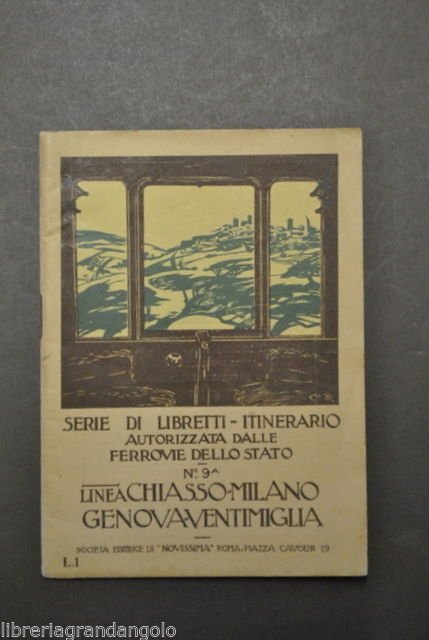 SERIE DI LIBRETTI-ITINERARIO
AUTORIZZATA DALLE
FERROVIE DELLO STATO
Nº 9ᴬ
LINEA CHIASSO-MILANO
GENOVA-VENTIMIGLIA
SOCIETÀ EDITRICE DI "NOVISSIMA" ROMA, PIAZZA CAVOUR 19
L.1
libreriagrandangolo